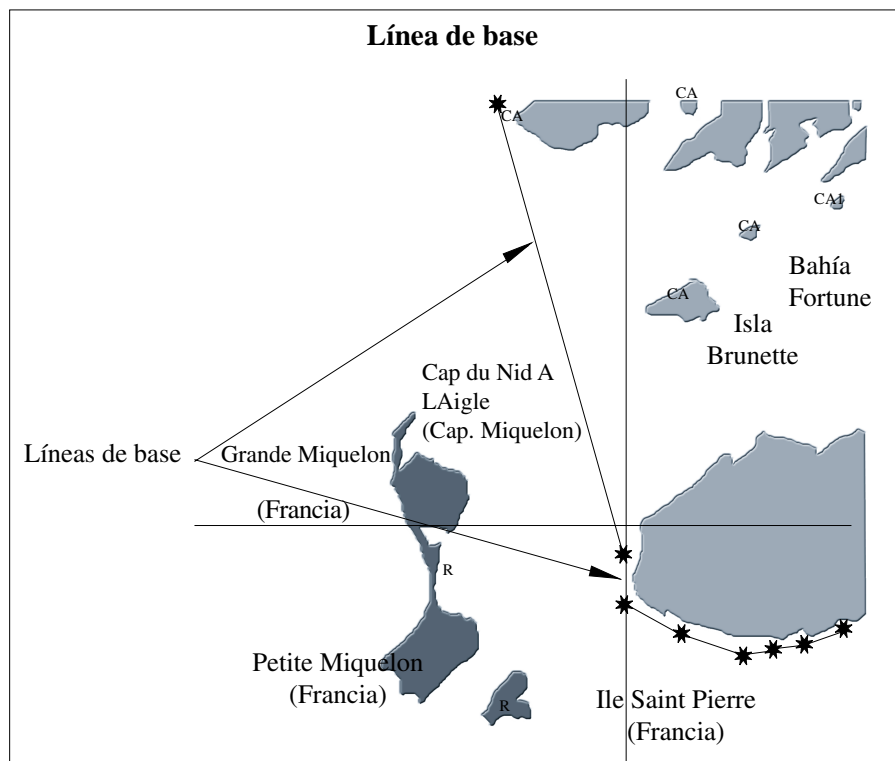 Línea de base
CA
CA
CA1
CA
Bahía
Fortune
CA
Isla
Brunette
Cap du Nid A
LAigle
(Cap. Miquelon)
Líneas de base
Grande Miquelon
(Francia)
R
Petite Miquelon
(Francia)
R
Ile Saint Pierre
(Francia)